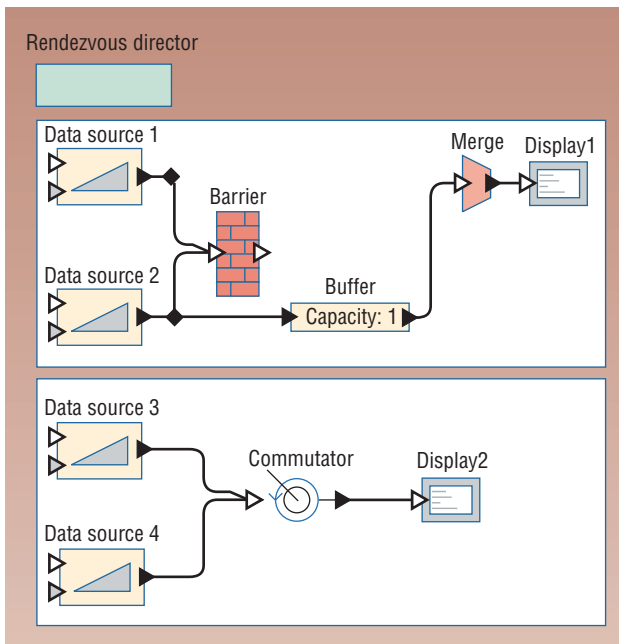 Rendezvous director
Data source 1
Merge
Display1
Barrier
Data source 2
Buffer
Capacity: 1
Data source 3
Commutator
Display2
Data source 4